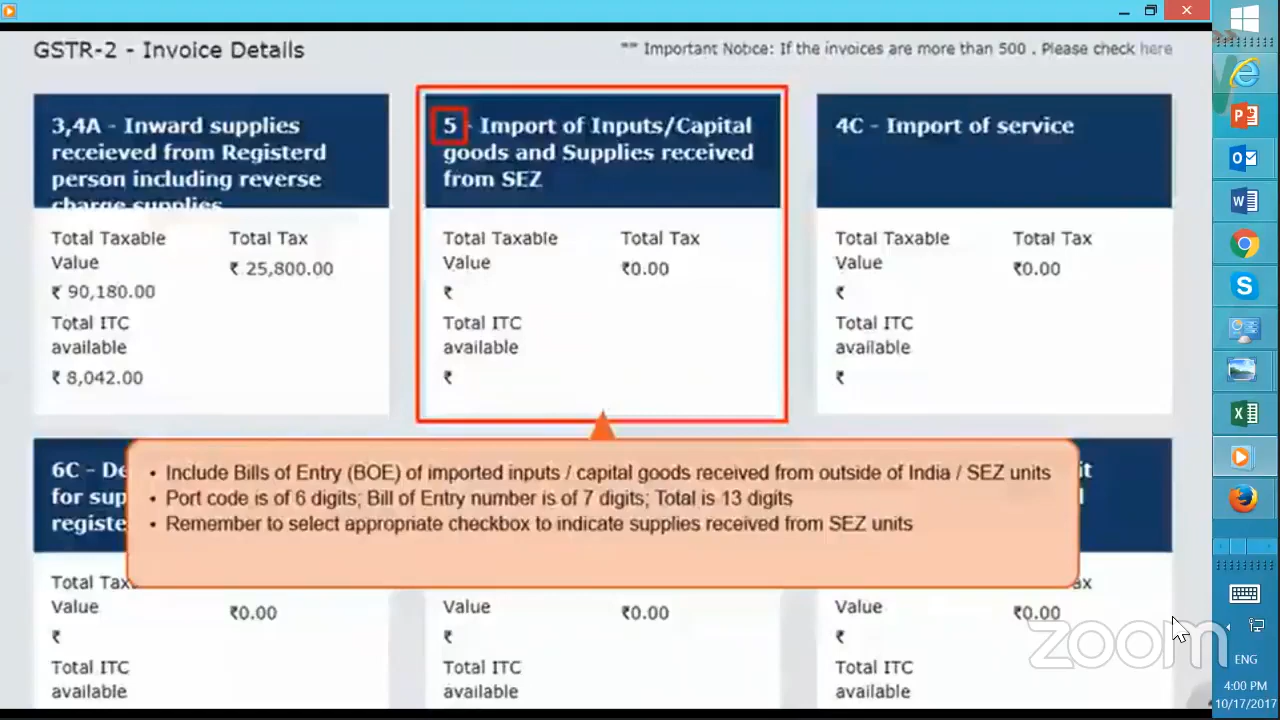 GSTR-2 - Invoice Details
** Important Notice: If the invoices are more than 500 . Please check here
3,4A - Inward supplies
receieved from Registerd
person including reverse
charge supplies
Total Taxable
Value
₹ 90,180.00
Total Tax
₹ 25,800.00
Total ITC
available
₹ 8,042.00
5 - Import of Inputs/Capital
goods and Supplies received
from SEZ
Total Taxable
Value
₹
Total Tax
₹0.00
Total ITC
available
₹
4C - Import of service
Total Taxable
Value
₹
Total Tax
₹0.00
Total ITC
available
₹
• Include Bills of Entry (BOE) of imported inputs / capital goods received from outside of India / SEZ units
• Port code is of 6 digits; Bill of Entry number is of 7 digits; Total is 13 digits
• Remember to select appropriate checkbox to indicate supplies received from SEZ units
6C -
for
Total
Value
₹
₹0.00
Total ITC
available
Value
₹
₹0.00
Total ITC
available
Value
₹
₹0.00
Total ITC
available
zoom
ENG
4:00 PM
10/17/2017